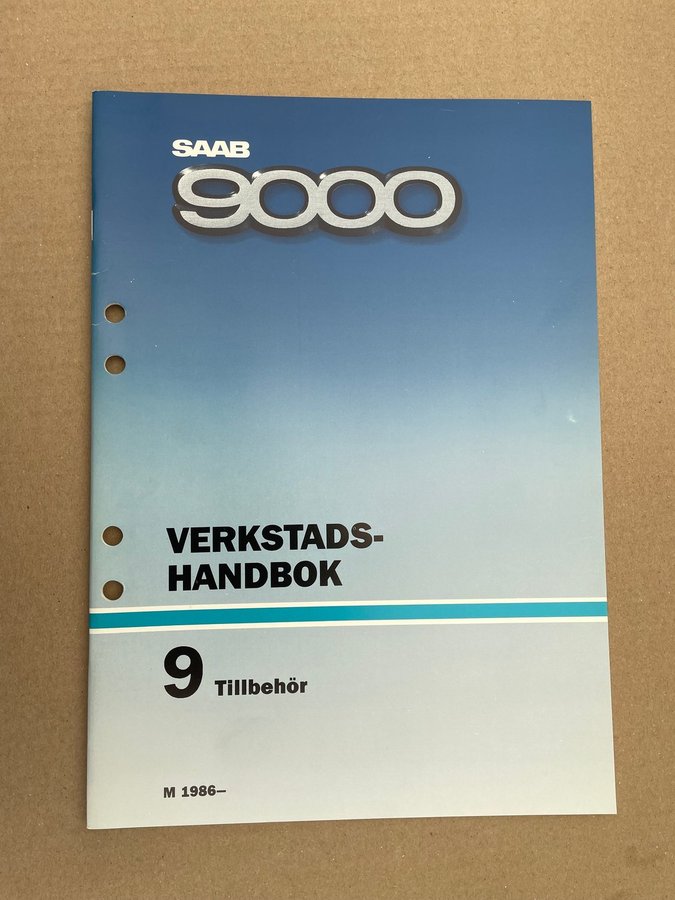 SAAB
9000
VERKSTADS-
HANDBOK
9 Tillbehör
M 1986–